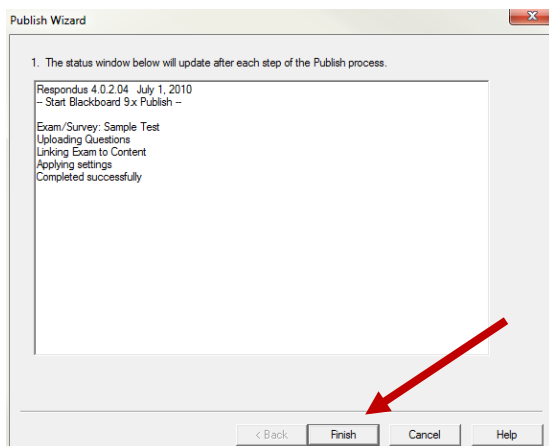 Publish Wizard
1. The status window below will update after each step of the Publish process.
Respondus 4.0.2.04 July 1, 2010
-- Start Blackboard 9.x Publish --
Exam/Survey: Sample Test
Uploading Questions
Linking Exam to Content
Applying settings
Completed successfully
< Back Finish Cancel Help